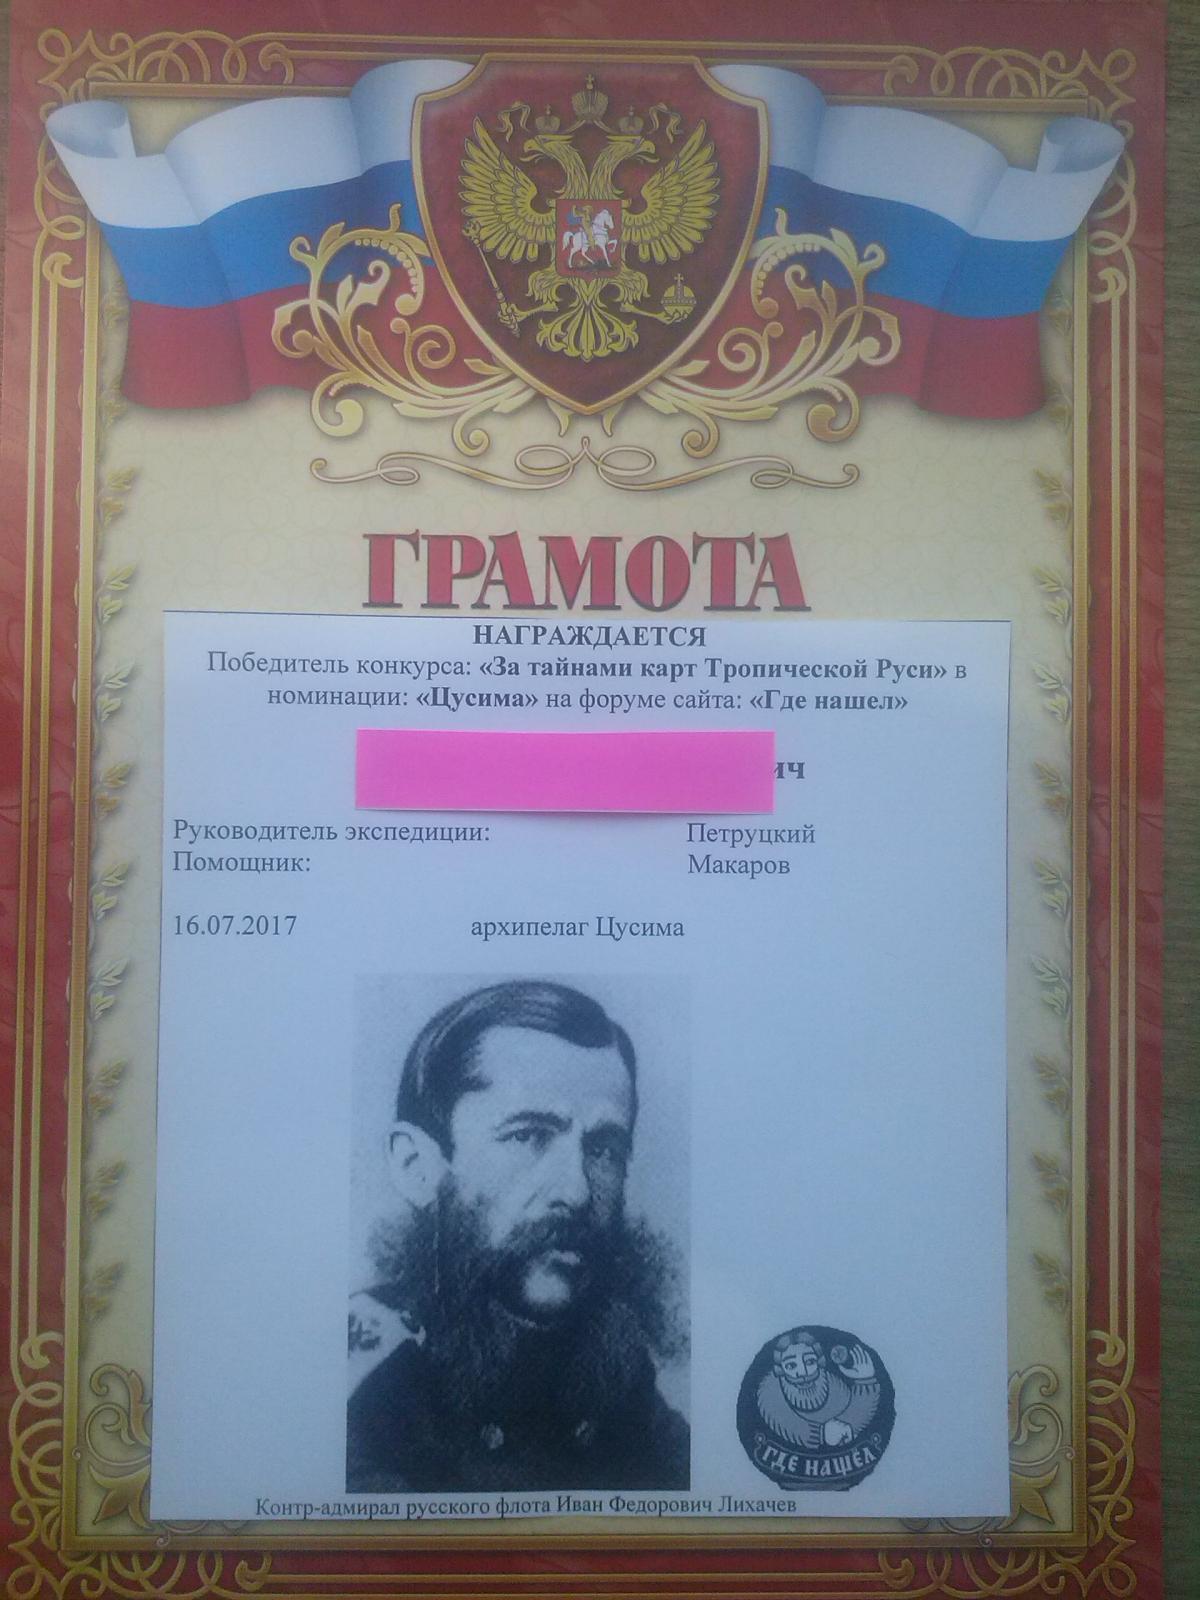 ГРАМОТА
НАГРАЖДАЕТСЯ
Победитель конкурса: «За тайнами карт Тропической Руси» в
номинации: «Цусима» на форуме сайта: «Где нашел»
ич
Руководитель экспедиции: Петруцкий
Помощник: Макаров
16.07.2017 архипелаг Цусима
ГДЕ НАШЁЛ
Контр-адмирал русского флота Иван Федорович Лихачев